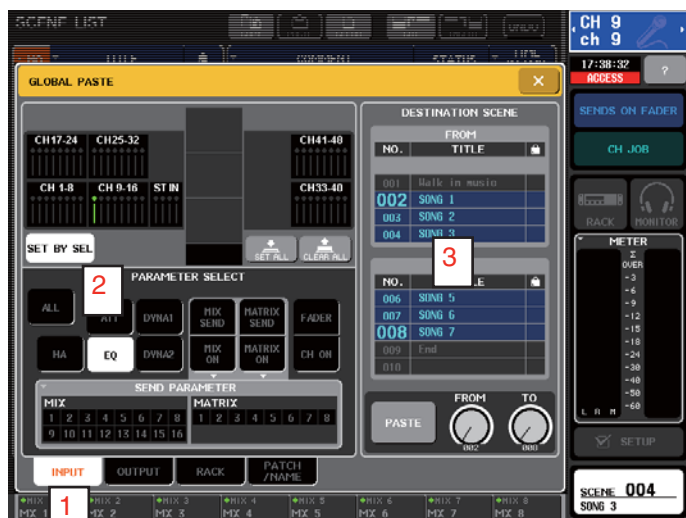 SCENE LIST
CH 9
ch 9
TITLE
COMMENT
STATUS
UNDO
17:38:32
ACCESS
?
GLOBAL PASTE
×
SENDS ON FADER
CH JOB
RACK
MONITOR
CH17-24 CH25-32
CH41-48
CH 1-8 CH 9-16 ST IN
CH33-40
SET BY SEL
SET ALL
CLEAR ALL
2
DESTINATION SCENE
FROM
NO. TITLE
001 Walk in music
002 SONG 1
003 SONG 2
004 SONG 3
3
NO.
006 SONG 5
007 SONG 6
008 SONG 7
009 End
010
PARAMETER SELECT
ALL
ATT
DYNA1
MIX SEND
MATRIX SEND
FADER
HA
EQ
DYNA2
MIX ON
MATRIX ON
CH ON
SEND PARAMETER
MIX
1 2 3 4 5 6 7 8
9 10 11 12 13 14 15 16
MATRIX
1 2 3 4 5 6 7 8
PASTE
FROM
002
TO
008
INPUT
OUTPUT
RACK
PATCH
/NAME
1
METER
Σ
OVER
-3
-6
-9
-12
-15
-18
-24
-30
-40
-50
-60
L R M
SETUP
SCENE 004
SONG 3
MIX 2
MX 2
MIX 3
MX 3
MIX 4
MX 4
MIX 5
MX 5
MIX 6
MX 6
MIX 7
MX 7
MIX 8
MX 8